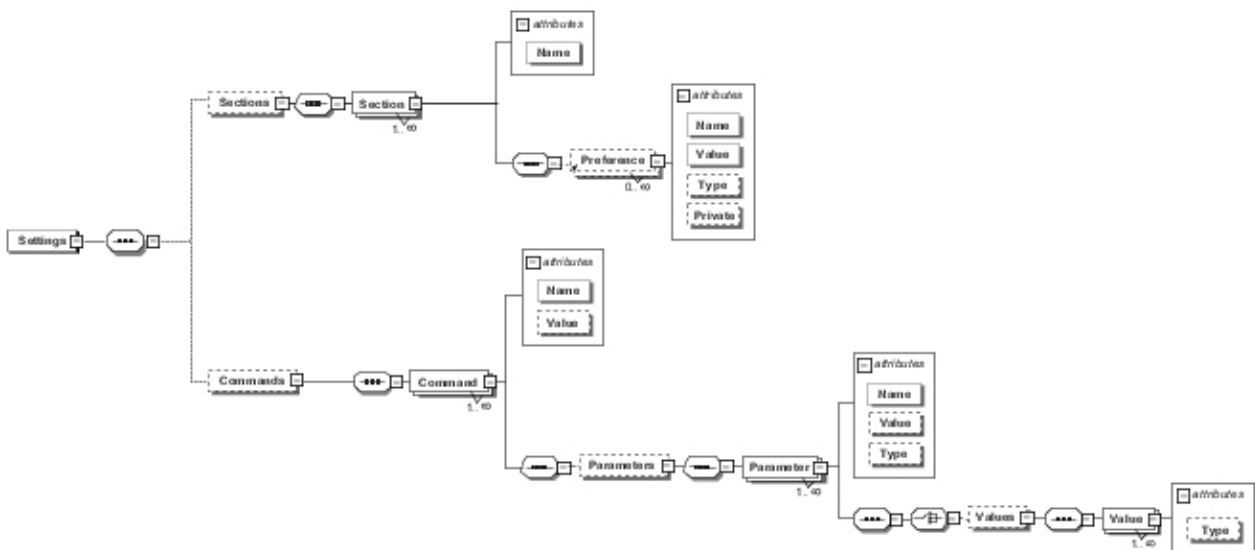 attributes
Name
Sections
Section
1..∞
attributes
Name
Value
Type
Private
Preference
0..∞
Settings
attributes
Name
Value
Commands
Command
1..∞
attributes
Name
Value
Type
Parameters
Parameter
1..∞
Values
Value
1..∞
attributes
Type